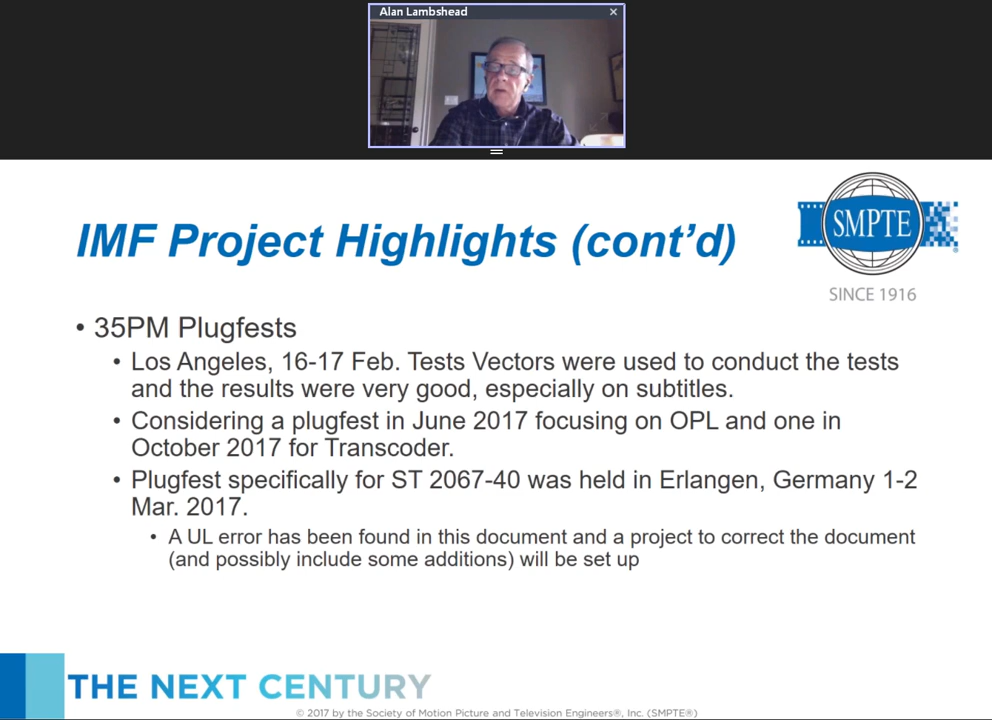 Alan Lambshead
IMF Project Highlights (cont’d)
SMPTE
SINCE 1916
• 35PM Plugfests
• Los Angeles, 16-17 Feb. Tests Vectors were used to conduct the tests
and the results were very good, especially on subtitles.
• Considering a plugfest in June 2017 focusing on OPL and one in
October 2017 for Transcoder.
• Plugfest specifically for ST 2067-40 was held in Erlangen, Germany 1-2
Mar. 2017.
• A UL error has been found in this document and a project to correct the document
(and possibly include some additions) will be set up
THE NEXT CENTURY
© 2017 by the Society of Motion Picture and Television Engineers®, Inc. (SMPTE®)